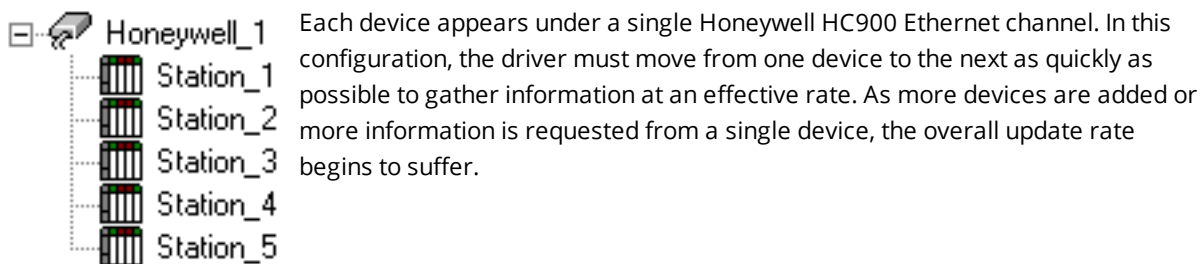 Honeywell_1
Station_1
Station_2
Station_3
Station_4
Station_5
Each device appears under a single Honeywell HC900 Ethernet channel. In this
configuration, the driver must move from one device to the next as quickly as
possible to gather information at an effective rate. As more devices are added or
more information is requested from a single device, the overall update rate
begins to suffer.